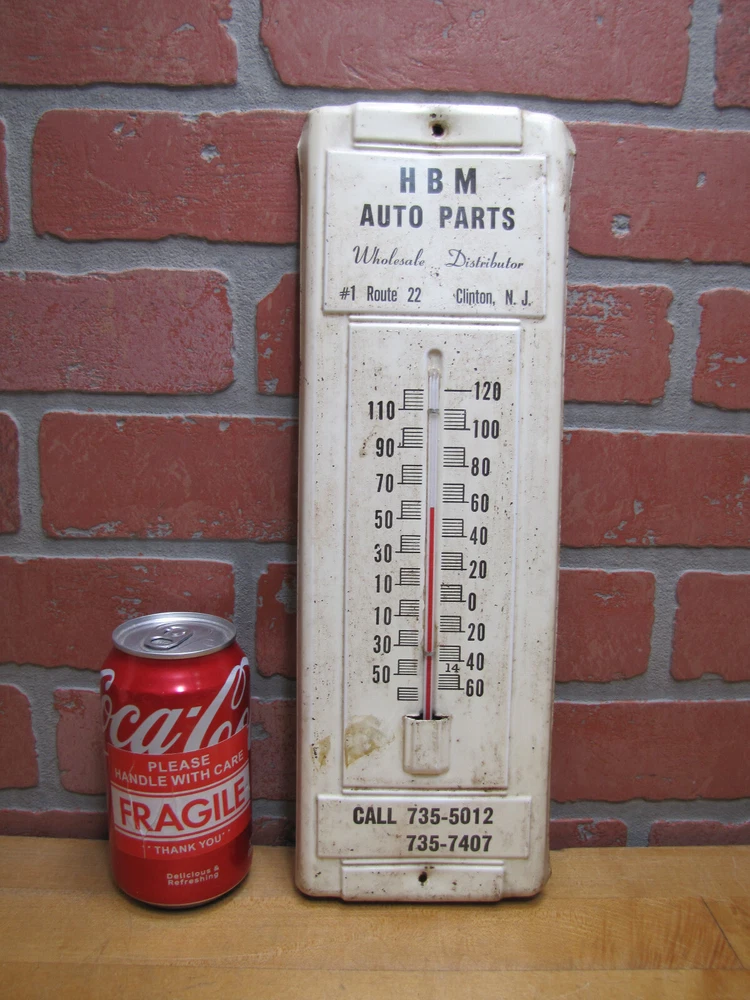 H B M
AUTO PARTS
Wholesale Distributor
#1 Route 22 Clinton, N. J.
120
110
100
90
80
70
60
50
40
30
20
10
0
10
20
30
14
40
50
60
CALL 735-5012
735-7407
Coca-Co
PLEASE
HANDLE WITH CARE
FRAGILE
THANK YOU
Delicious &
Refreshing